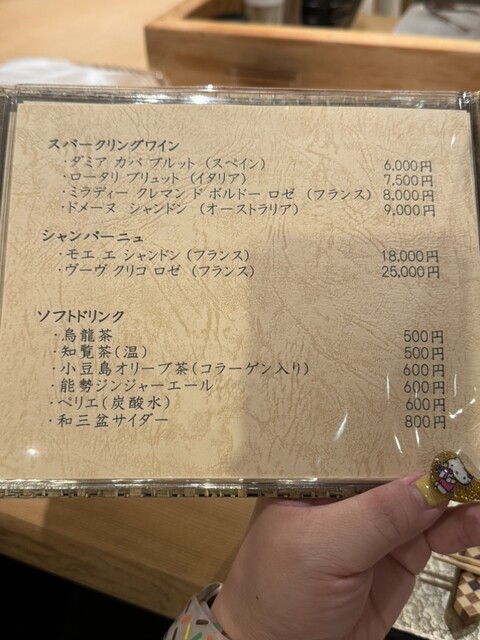 スパークリングワイン
・ダミア カバ ブルット（スペイン） 6,000円
・ロータリ ブリュット（イタリア） 7,500円
・ミラディー クレマンド ボルドー ロゼ （フランス） 8,000円
・ドメーヌ シャンドン （オーストラリア） 9,000円
シャンパーニュ
・モエ エ シャンドン（フランス） 18,000円
・ヴーヴ クリコ ロゼ （フランス） 25,000円
ソフトドリンク
・烏龍茶 500円
・知覧茶（温） 500円
・小豆島オリーブ茶（コラーゲン入り） 600円
・能勢ジンジャーエール 600円
・ペリエ（炭酸水） 600円
・和三盆サイダー 800円